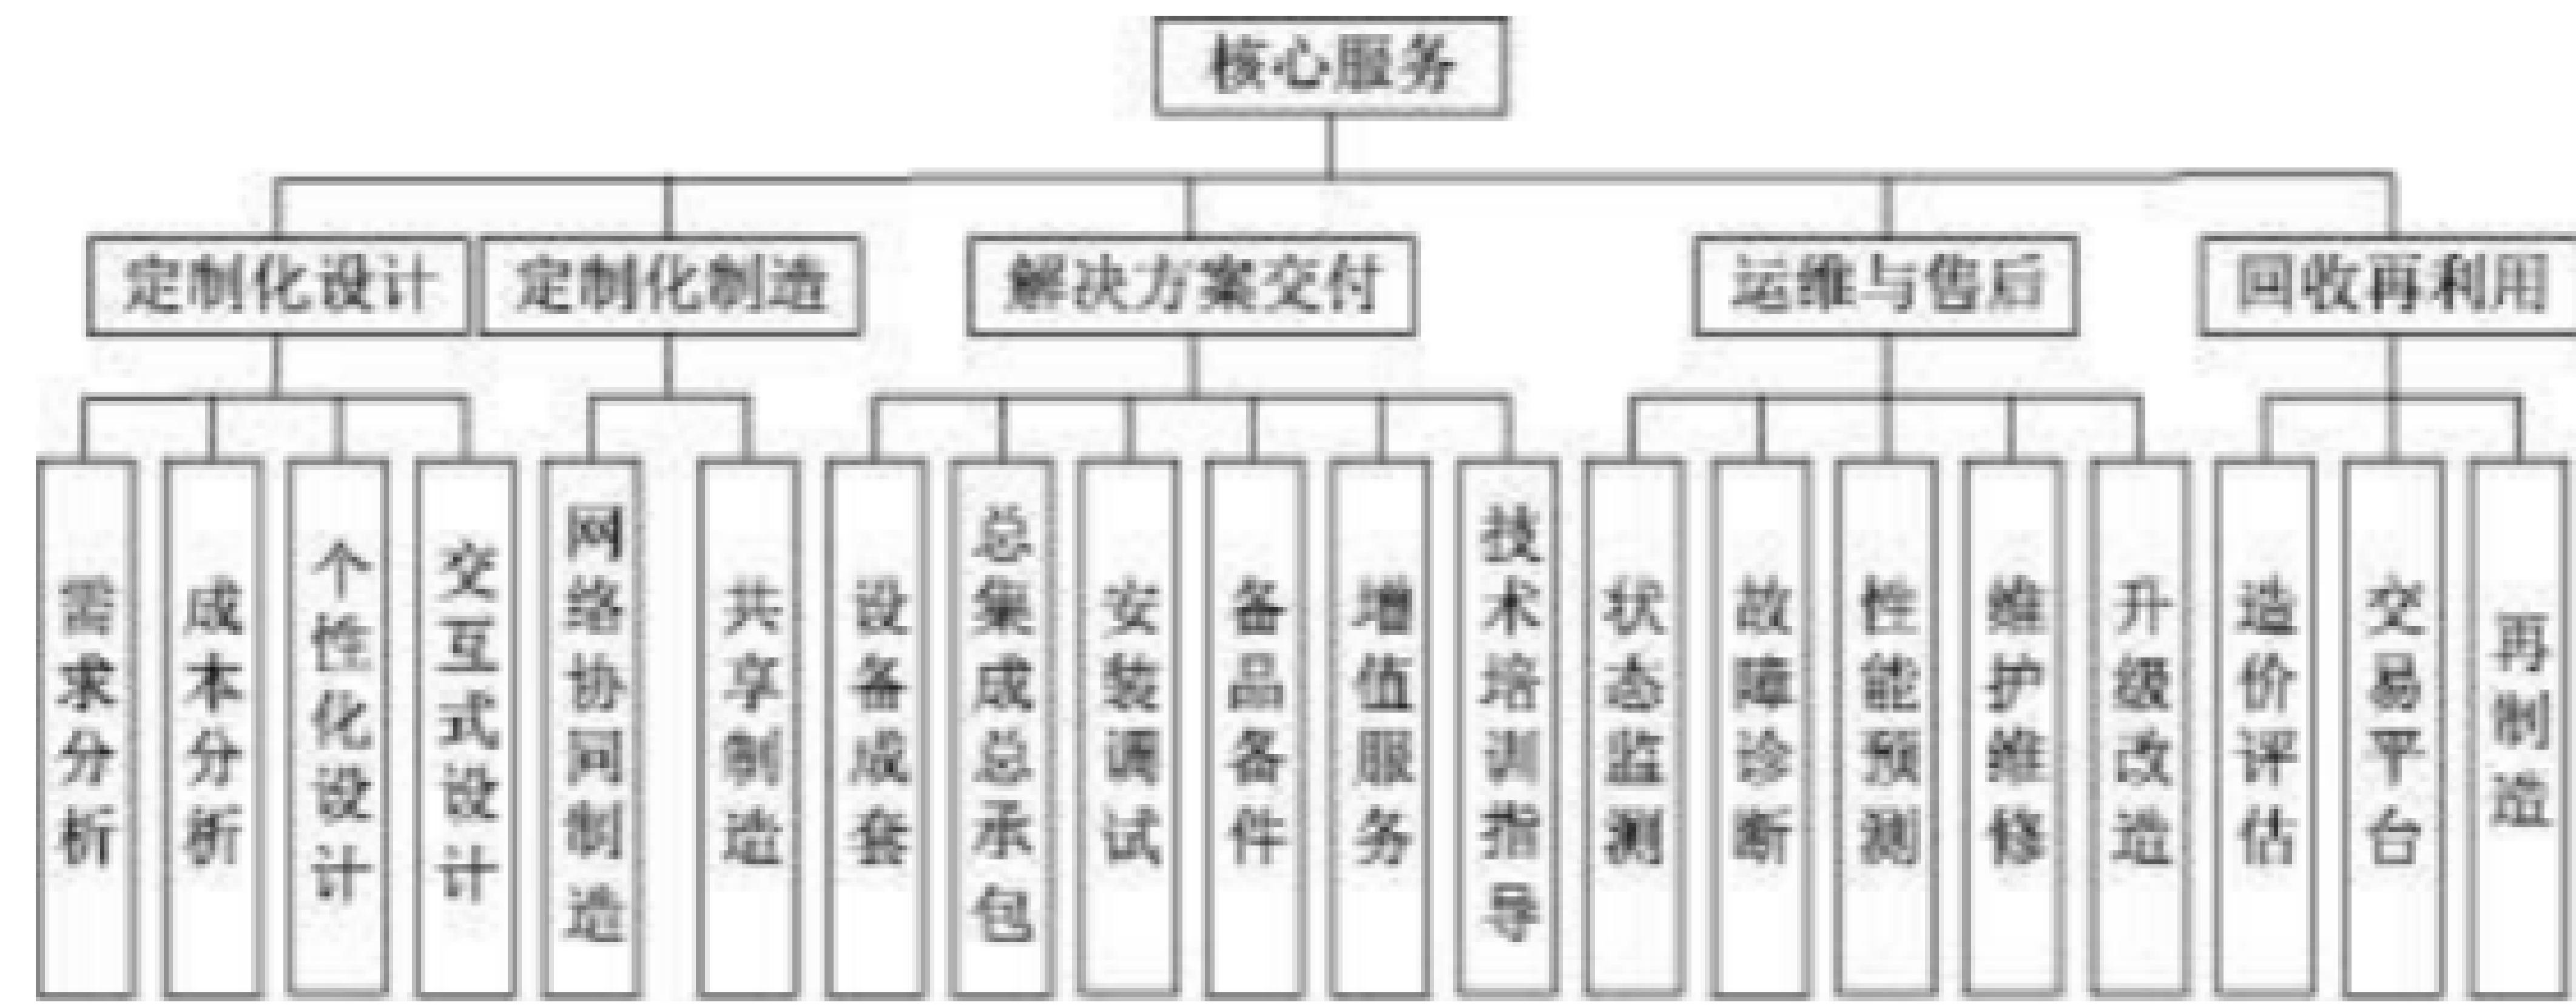 核心服务
定制化设计
定制化制造
解决方案交付
运维与售后
回收再利用
需求分析
成本分析
个性化设计
交互式设计
网络协同制造
共享制造
设备成套
总集成总承包
安装调试
备品备件
增值服务
技术培训指导
状态监测
故障诊断
性能预测
维护维修
升级改造
造价评估
交易平台
再制造